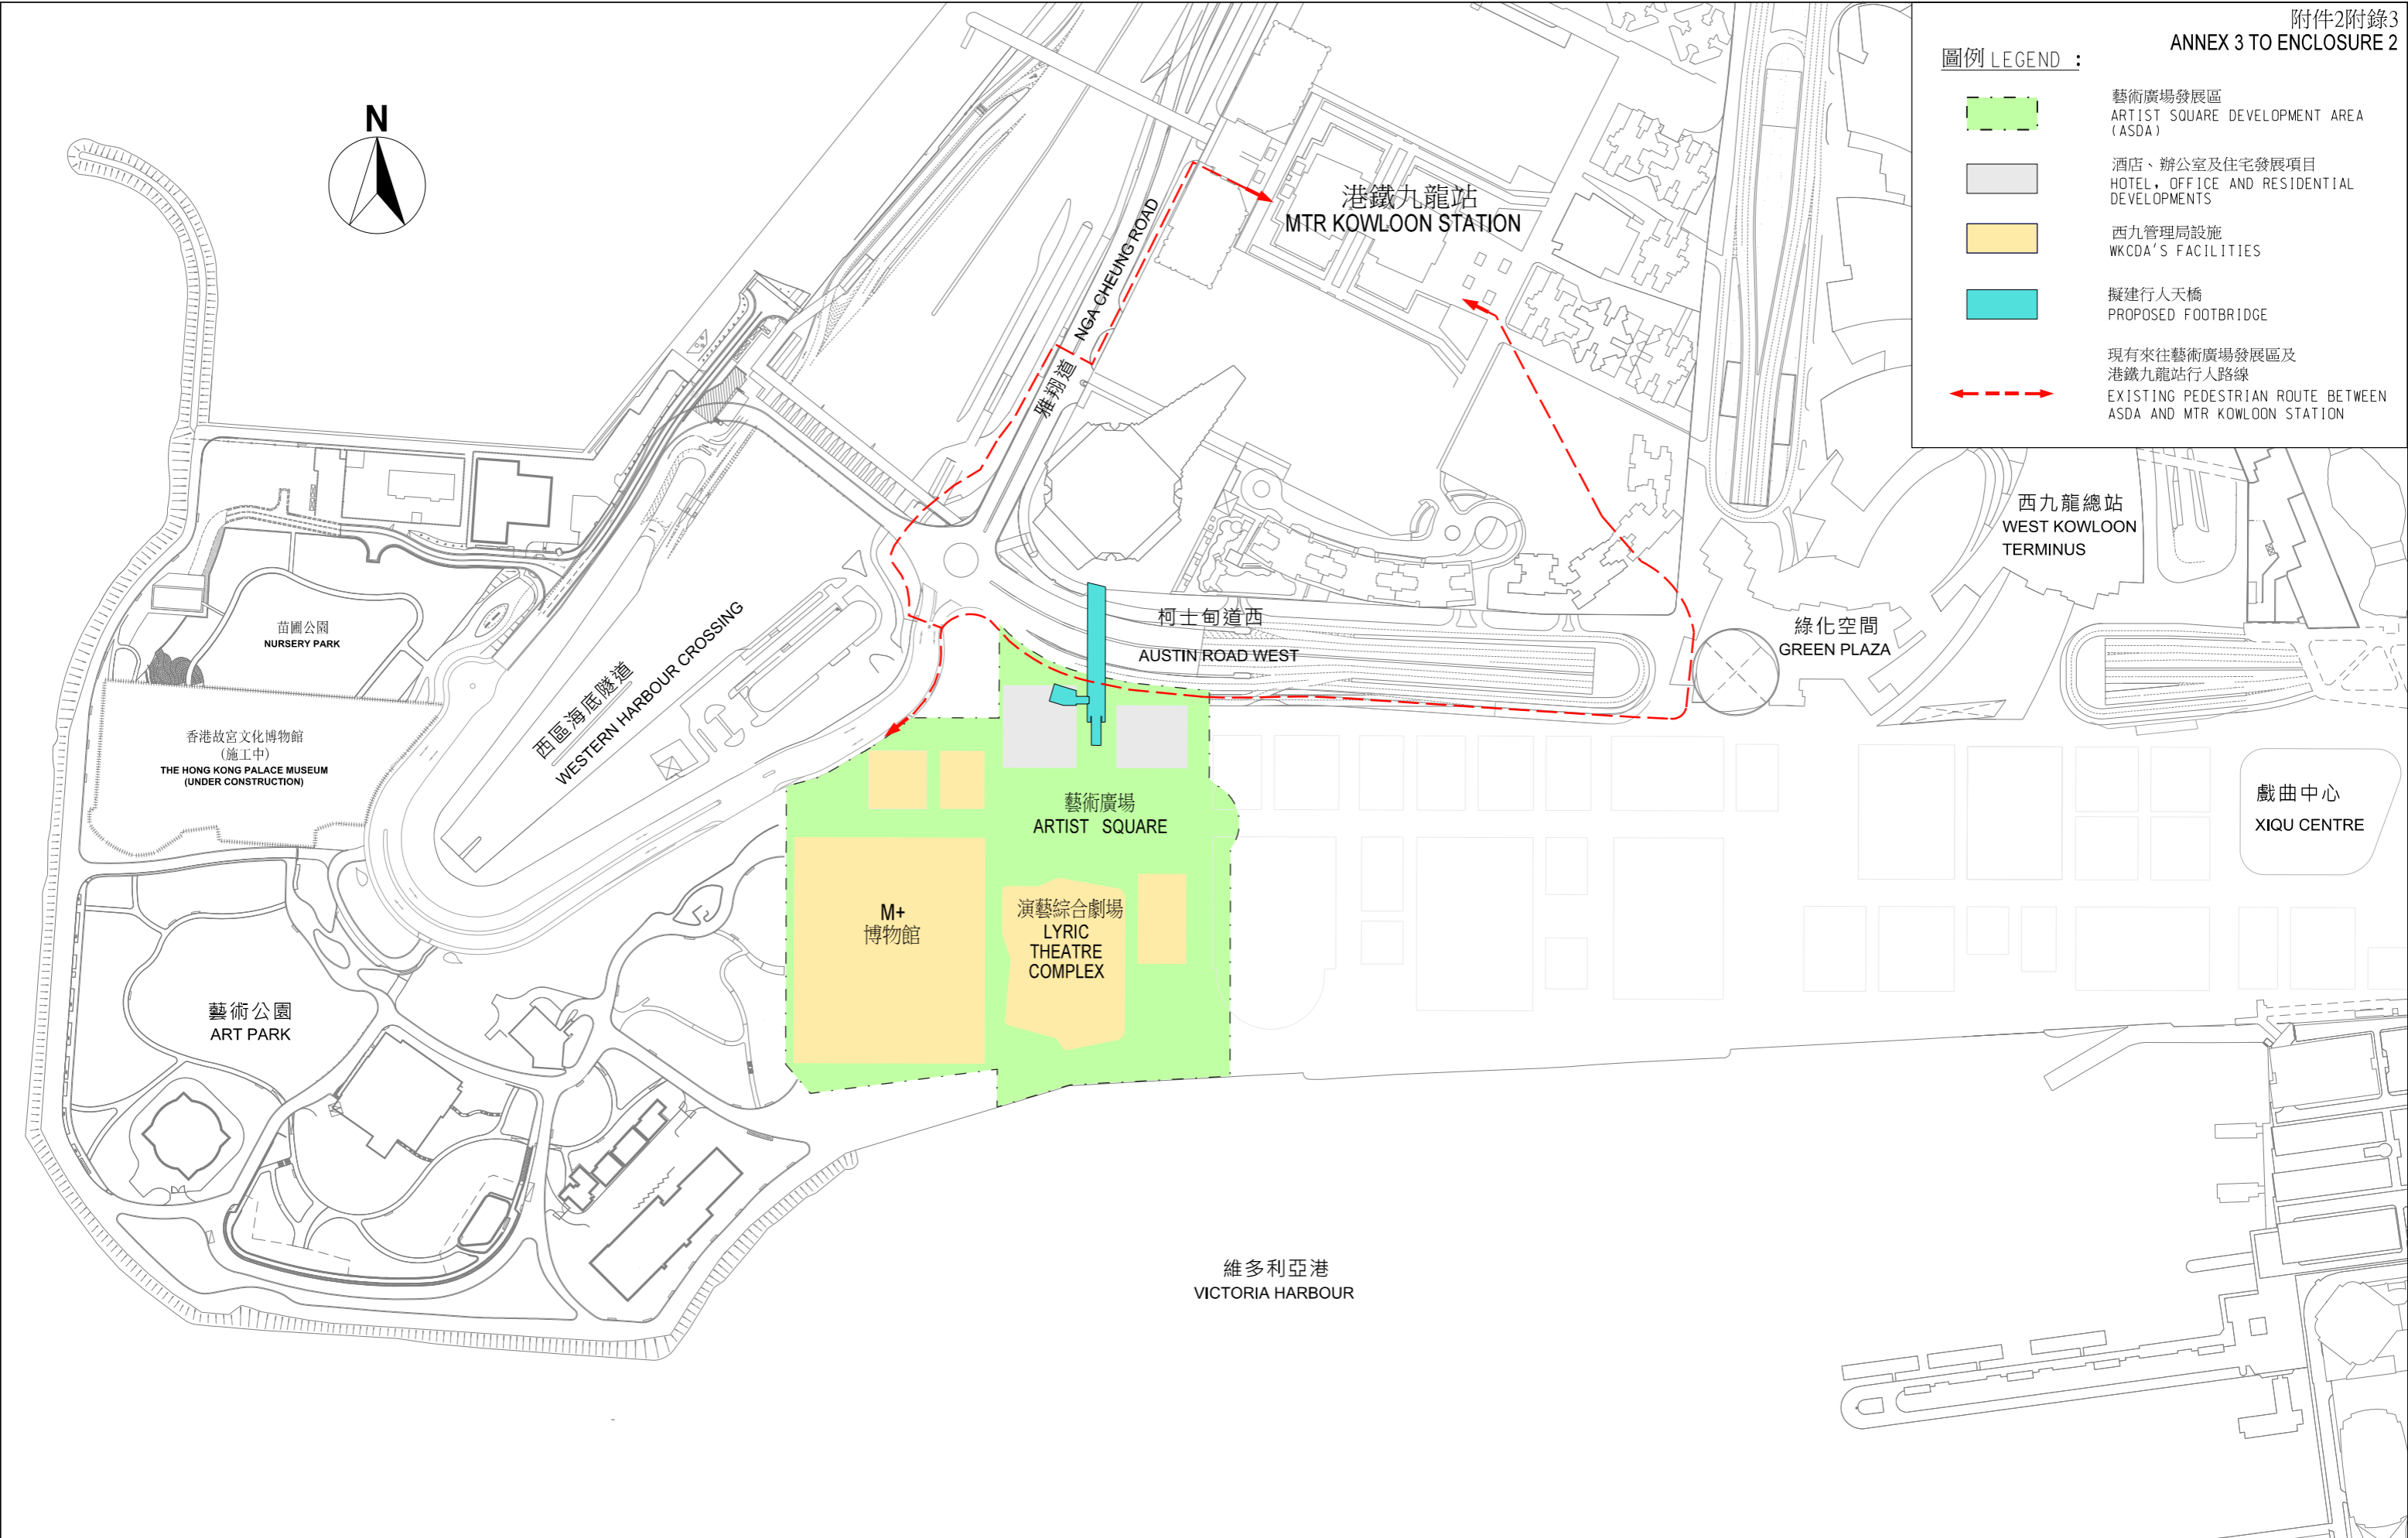 附件2附錄3
ANNEX 3 TO ENCLOSURE 2
圖例 LEGEND :
藝術廣場發展區
ARTIST SQUARE DEVELOPMENT AREA
(ASDA)
酒店、辦公室及住宅發展項目
HOTEL, OFFICE AND RESIDENTIAL
DEVELOPMENTS
西九管理局設施
WKCDA'S FACILITIES
擬建行人天橋
PROPOSED FOOTBRIDGE
現有來往藝術廣場發展區及
港鐵九龍站行人路線
EXISTING PEDESTRIAN ROUTE BETWEEN
ASDA AND MTR KOWLOON STATION
N
港鐵九龍站
MTR KOWLOON STATION
雅翔道 NGA CHEUNG ROAD
西九龍總站
WEST KOWLOON
TERMINUS
柯士甸道西
AUSTIN ROAD WEST
綠化空間
GREEN PLAZA
苗圃公園
NURSERY PARK
西區海底隧道
WESTERN HARBOUR CROSSING
香港故宮文化博物館
(施工中)
THE HONG KONG PALACE MUSEUM
(UNDER CONSTRUCTION)
藝術廣場
ARTIST SQUARE
戲曲中心
XIQU CENTRE
M+
博物館
演藝綜合劇場
LYRIC
THEATRE
COMPLEX
藝術公園
ART PARK
維多利亞港
VICTORIA HARBOUR